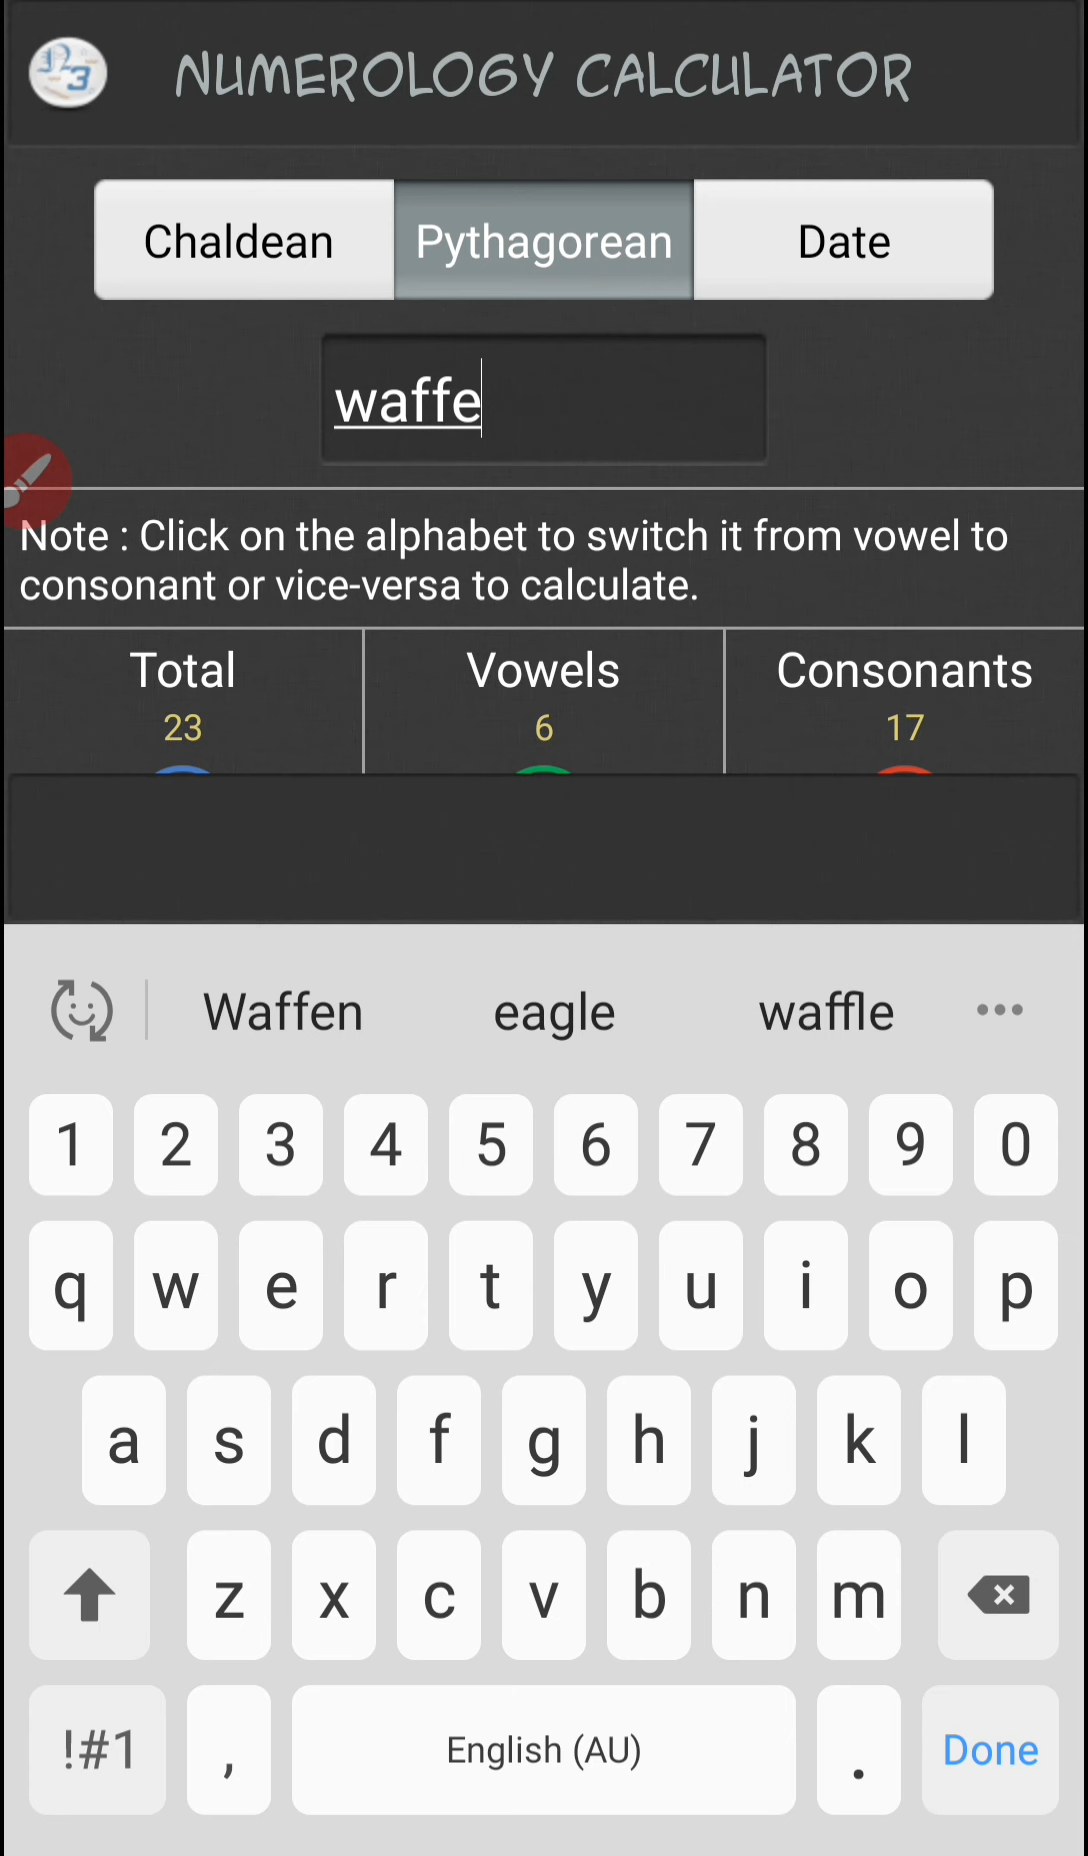 NUMEROLOGY CALCULATOR
Chaldean Pythagorean Date
waffe
Note : Click on the alphabet to switch it from vowel to
consonant or vice-versa to calculate.
Total Vowels Consonants
23 6 17
Waffen eagle waffle
1 2 3 4 5 6 7 8 9 0
q w e r t y u i o p
a s d f g h j k l
z x c v b n m
!#1 , English (AU) . Done